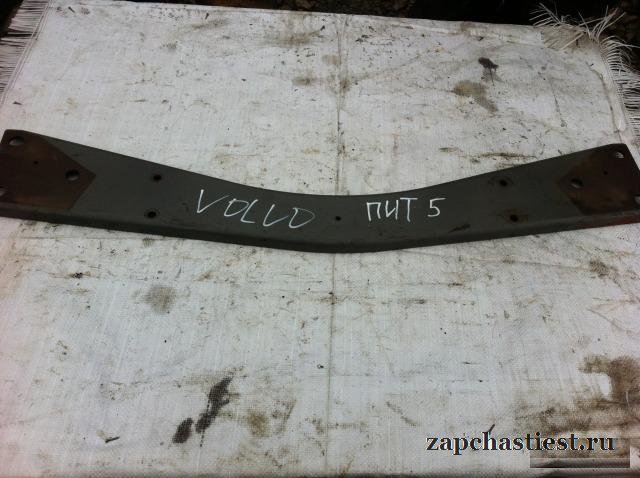 VOLVO ПИТ 5
zapchastiest.ru